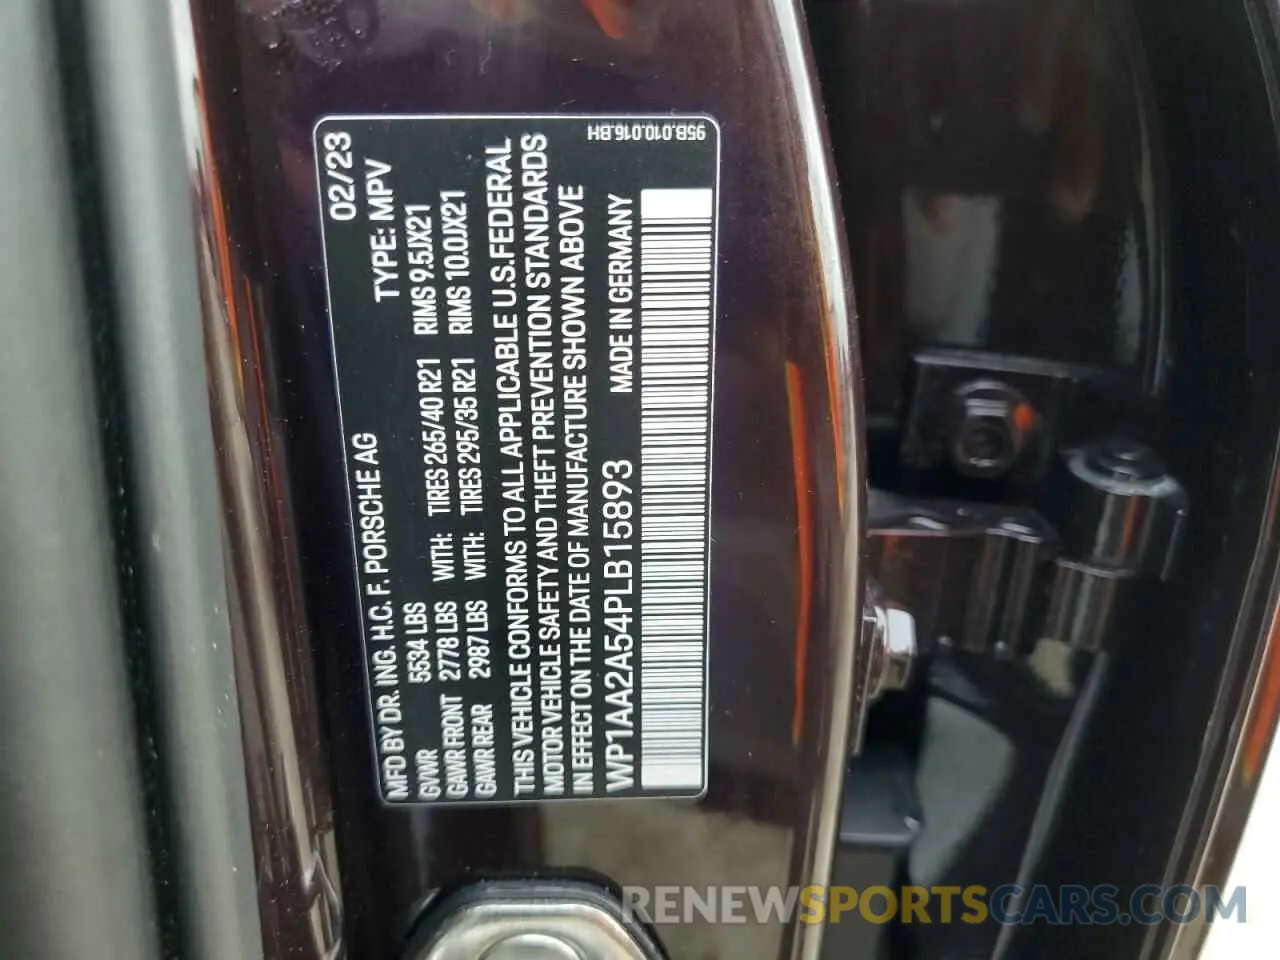 MFD BY DR. ING. H.C. F. PORSCHE AG 02/23
TYPE: MPV
GVWR 5534 LBS WITH: TIRES 265/40 R21 RIMS 9.5JX21
GAWR FRONT 2778 LBS WITH: TIRES 295/35 R21 RIMS 10.0JX21
GAWR REAR 2987 LBS
THIS VEHICLE CONFORMS TO ALL APPLICABLE U.S.FEDERAL
MOTOR VEHICLE SAFETY AND THEFT PREVENTION STANDARDS
IN EFFECT ON THE DATE OF MANUFACTURE SHOWN ABOVE
WP1AA2A54PLB15893 MADE IN GERMANY
95B.010.016.BH
RENEWSPORTSCARS.COM